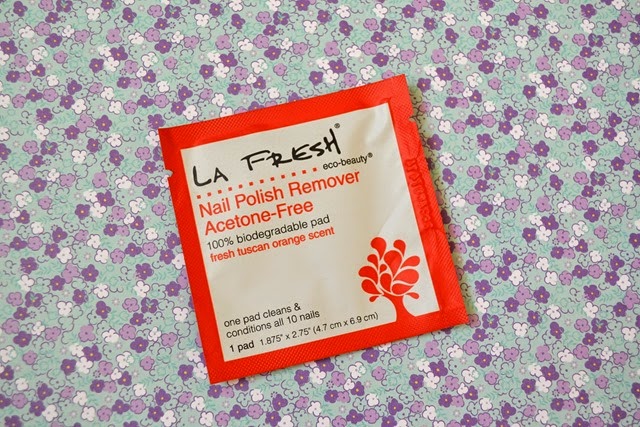 LA FRESH®
eco-beauty®
Nail Polish Remover
Acetone-Free
100% biodegradable pad
fresh tuscan orange scent
one pad cleans &
conditions all 10 nails
1 pad 1.875" x 2.75" (4.7 cm x 6.9 cm)